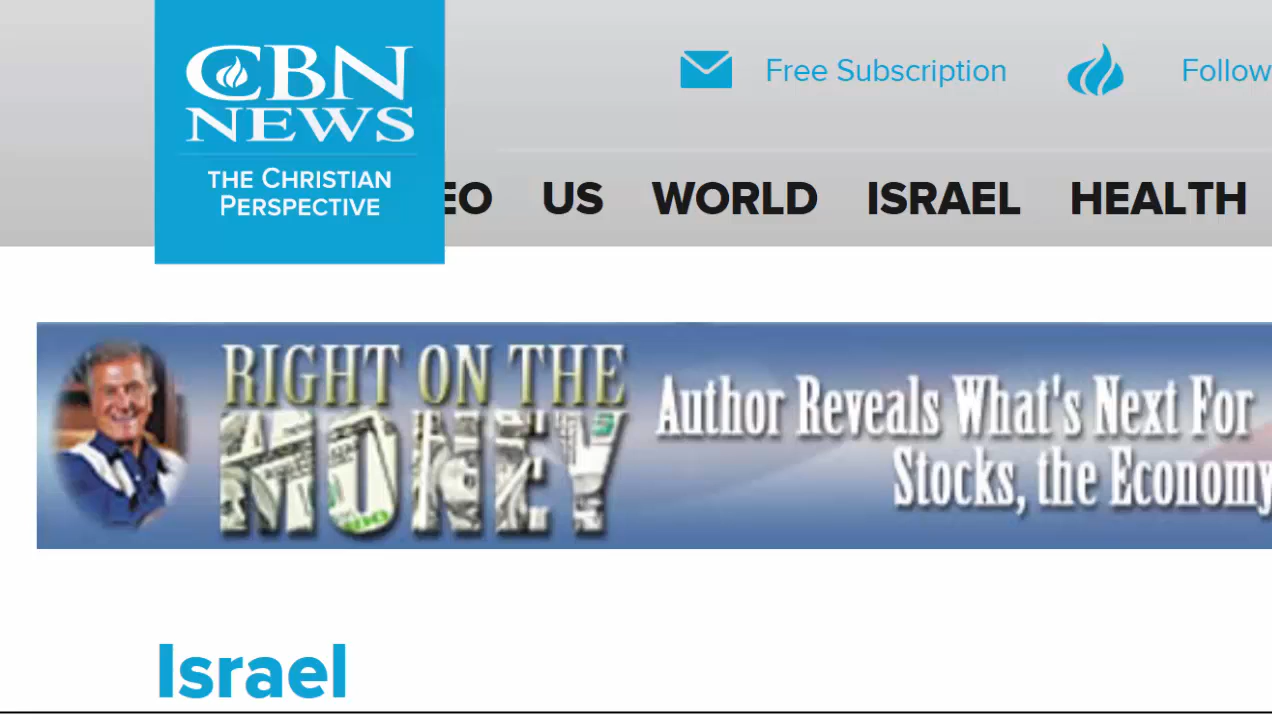 CBN
NEWS
THE CHRISTIAN
PERSPECTIVE
Free Subscription
Follow
EO US WORLD ISRAEL HEALTH
RIGHT ON THE
MONEY
Author Reveals What's Next For
Stocks, the Economy
Israel